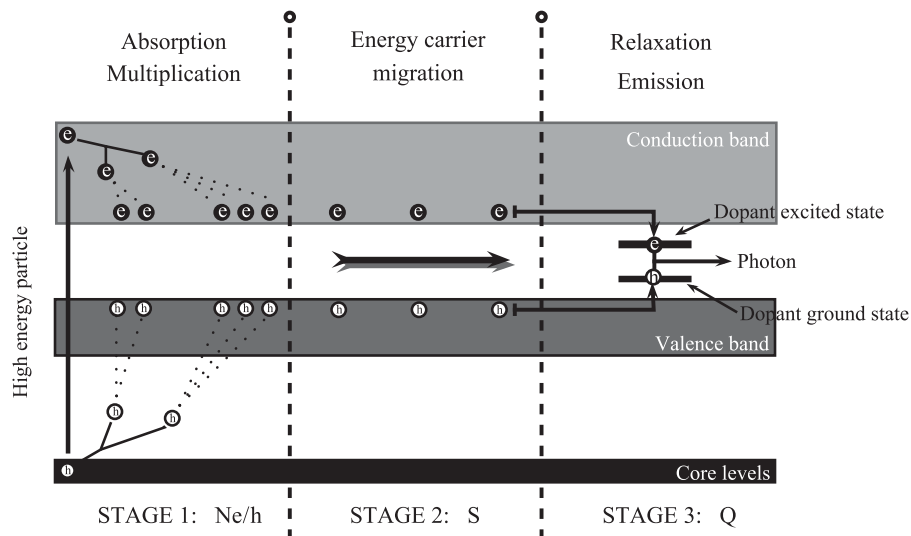 Absorption
Multiplication
Energy carrier
migration
Relaxation
Emission
e
Conduction band
e
e
e e e e e
e e e
Dopant excited state
e
Photon
h
High energy particle
h h h h h
h h h
Dopant ground state
Valence band
h
h
h
Core levels
STAGE 1: Ne/h
STAGE 2: S
STAGE 3: Q